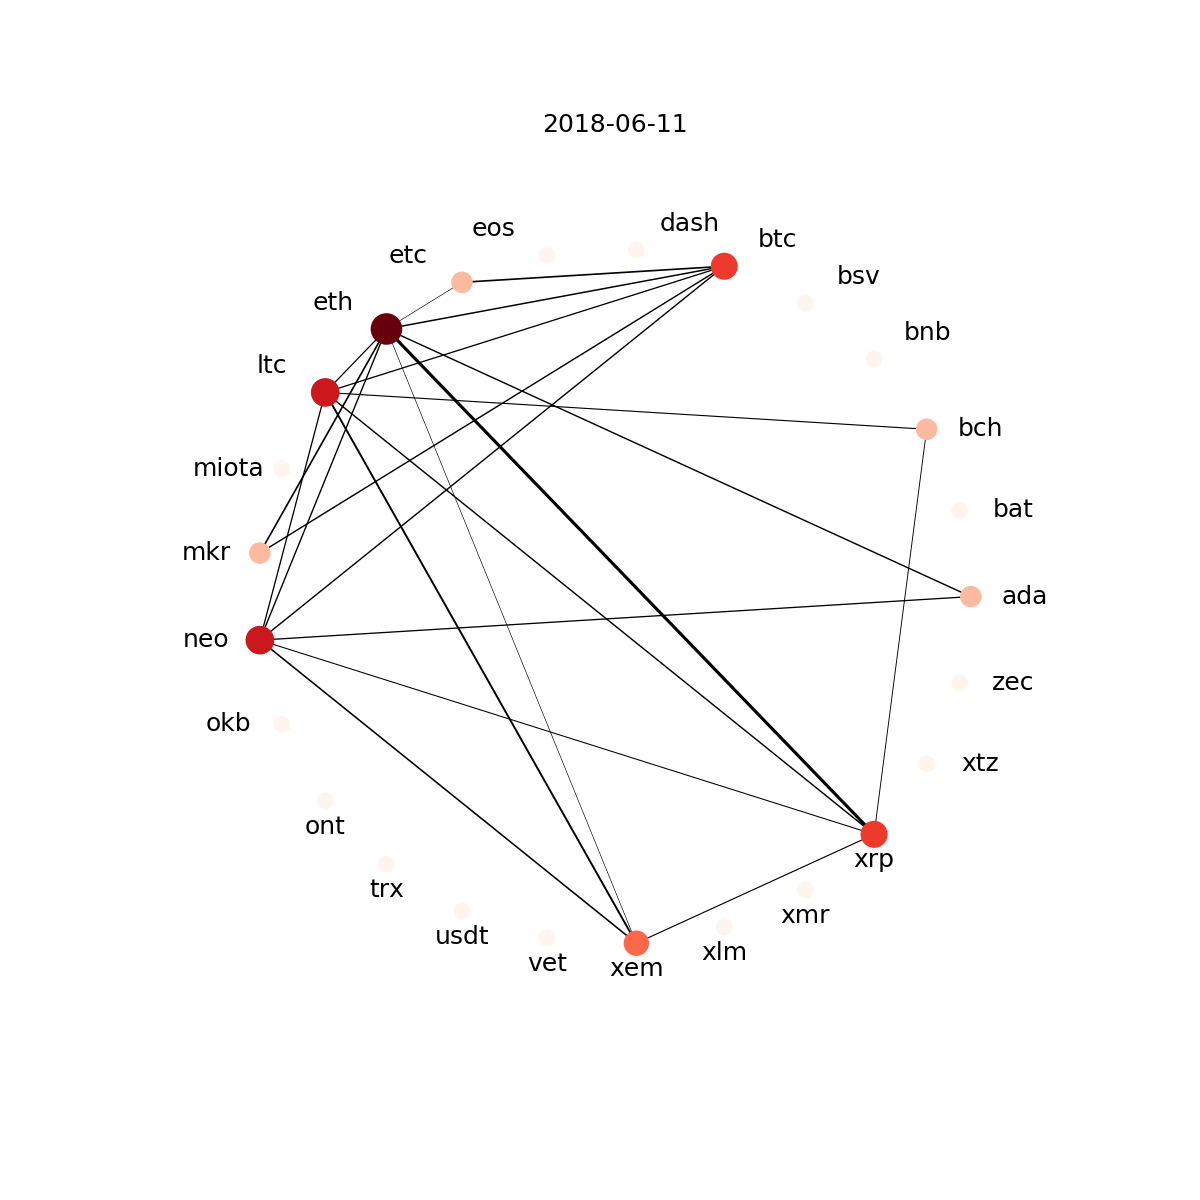 2018-06-11
dash
eos
btc
etc
bsv
eth
bnb
ltc
bch
miota
bat
mkr
ada
neo
zec
okb
xtz
ont
xrp
trx
xmr
usdt
xlm
vet
xem